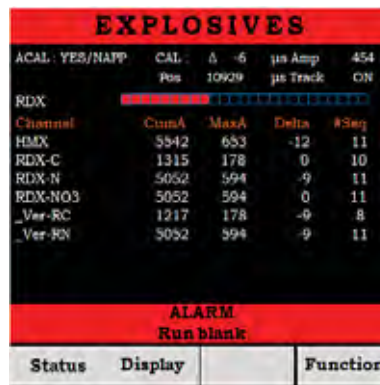 EXPLOSIVES
ACAL: YES/NAPP CAL: Δ -6 µs Amp 454
Pos 10929 µs Track ON
RDX
Channel CumA MaxA Delta #Seq
HMX 5542 653 -12 11
RDX-C 1315 178 0 10
RDX-N 5052 594 -9 11
RDX-NO3 5052 594 0 11
_Ver-RC 1217 178 -9 8
_Ver-RN 5052 594 -9 11
ALARM
Run blank
Status Display Function